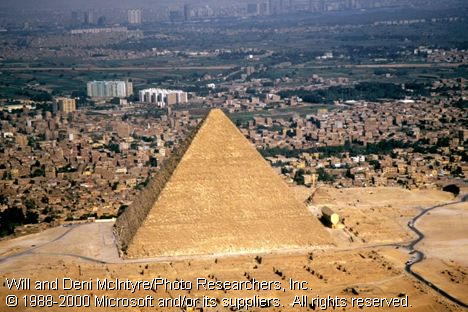 Will and Deni McIntyre/Photo Researchers, Inc.
© 1988-2000 Microsoft and/or its suppliers. All rights reserved.